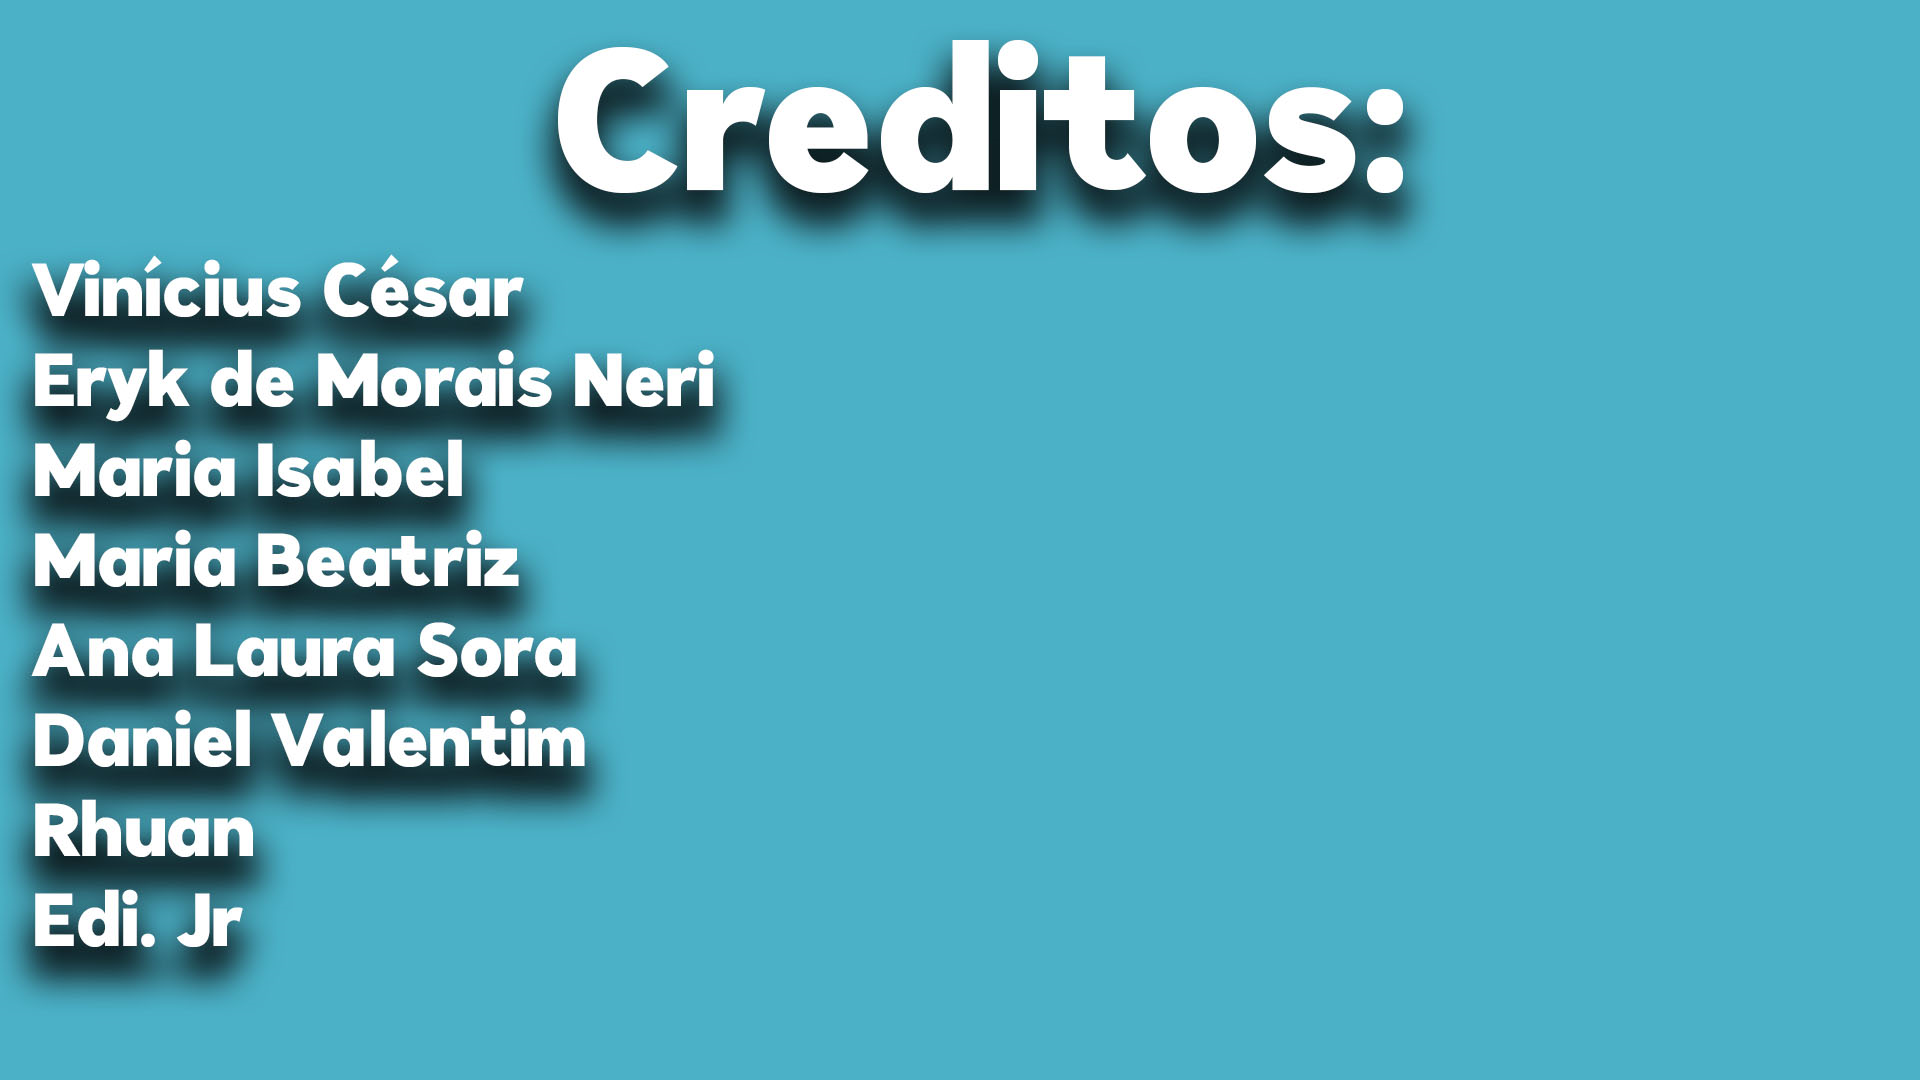 Creditos:
Vinícius César
Eryk de Morais Neri
Maria Isabel
Maria Beatriz
Ana Laura Sora
Daniel Valentim
Rhuan
Edi. Jr